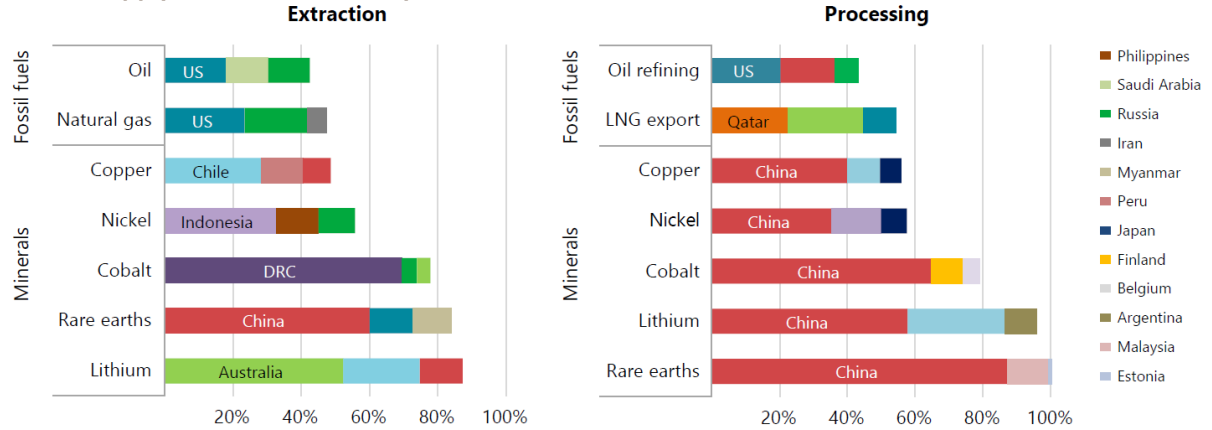 Extraction
Fossil fuels
Oil
US
Natural gas
US
Minerals
Copper
Chile
Nickel
Indonesia
Cobalt
DRC
Rare earths
China
Lithium
Australia
20% 40% 60% 80% 100%
Processing
Fossil fuels
Oil refining
US
LNG export
Qatar
Minerals
Copper
China
Nickel
China
Cobalt
China
Lithium
China
Rare earths
China
20% 40% 60% 80% 100%
Philippines
Saudi Arabia
Russia
Iran
Myanmar
Peru
Japan
Finland
Belgium
Argentina
Malaysia
Estonia